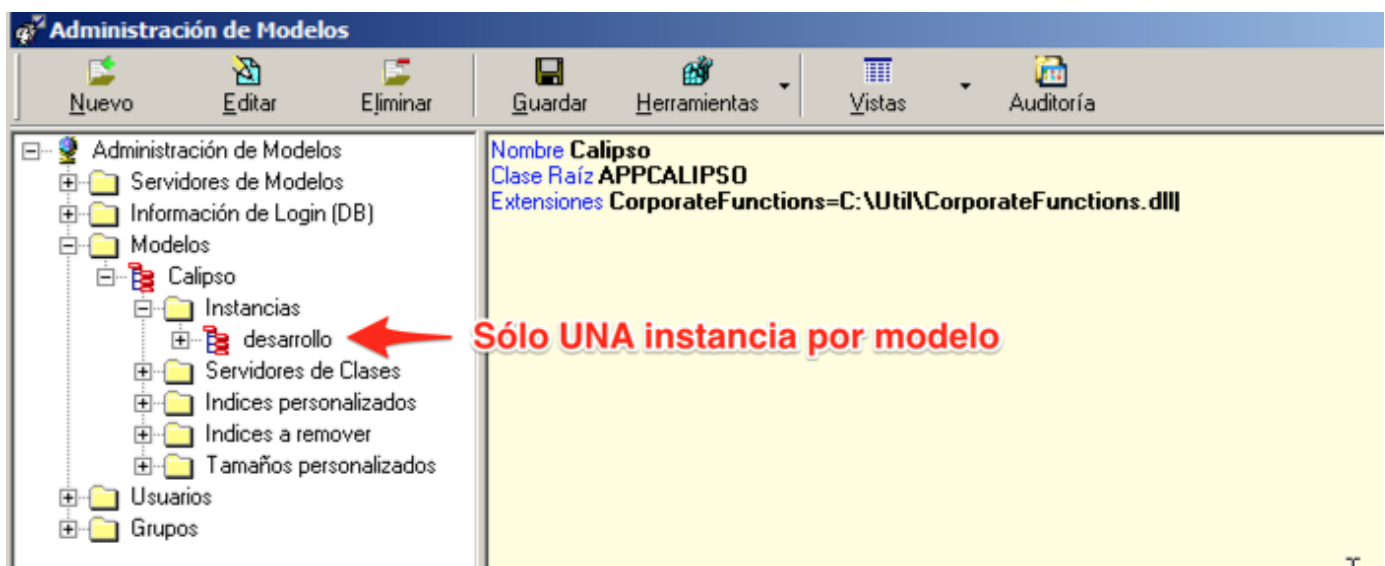 Administración de Modelos
Nuevo Editar Eliminar Guardar Herramientas Vistas Auditoría
Administración de Modelos
Servidores de Modelos
Información de Login (DB)
Modelos
Calipso
Instancias
desarrollo
Servidores de Clases
Indices personalizados
Indices a remover
Tamaños personalizados
Usuarios
Grupos
Nombre Calipso
Clase Raíz APPCALIPSO
Extensiones CorporateFunctions=C:\Util\CorporateFunctions.dll
Sólo UNA instancia por modelo